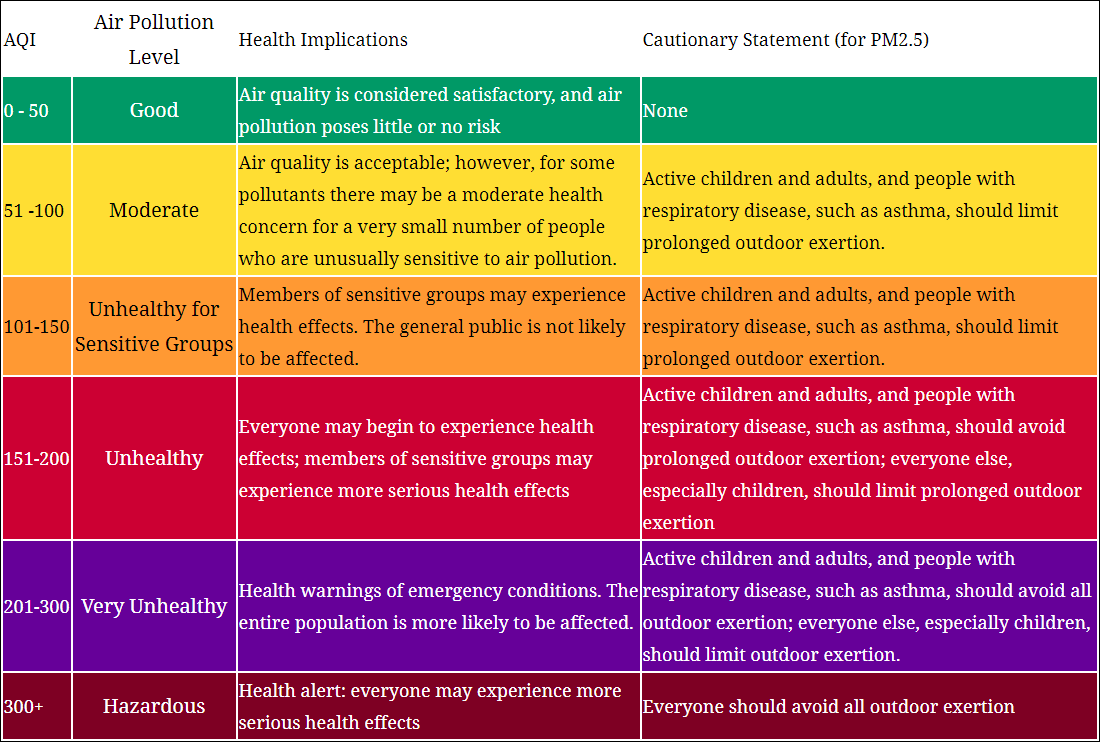 AQI
Air Pollution
Level
Health Implications
Cautionary Statement (for PM2.5)
0 - 50
Good
Air quality is considered satisfactory, and air
pollution poses little or no risk
None
51 -100
Moderate
Air quality is acceptable; however, for some
pollutants there may be a moderate health
concern for a very small number of people
who are unusually sensitive to air pollution.
Active children and adults, and people with
respiratory disease, such as asthma, should limit
prolonged outdoor exertion.
101-150
Unhealthy for
Sensitive Groups
Members of sensitive groups may experience
health effects. The general public is not likely
to be affected.
Active children and adults, and people with
respiratory disease, such as asthma, should limit
prolonged outdoor exertion.
151-200
Unhealthy
Everyone may begin to experience health
effects; members of sensitive groups may
experience more serious health effects
Active children and adults, and people with
respiratory disease, such as asthma, should avoid
prolonged outdoor exertion; everyone else,
especially children, should limit prolonged outdoor
exertion
201-300
Very Unhealthy
Health warnings of emergency conditions. The
entire population is more likely to be affected.
Active children and adults, and people with
respiratory disease, such as asthma, should avoid all
outdoor exertion; everyone else, especially children,
should limit outdoor exertion.
300+
Hazardous
Health alert: everyone may experience more
serious health effects
Everyone should avoid all outdoor exertion